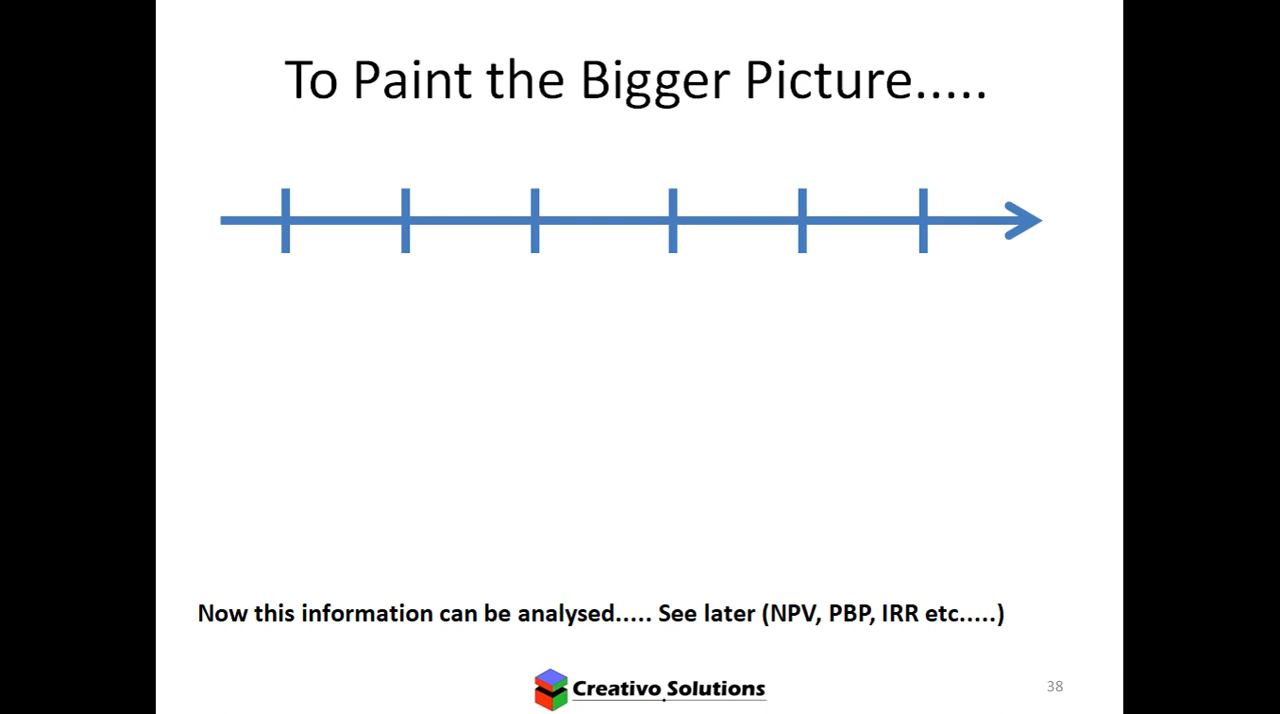 To Paint the Bigger Picture.....
Now this information can be analysed..... See later (NPV, PBP, IRR etc.....)
Creativo Solutions
38